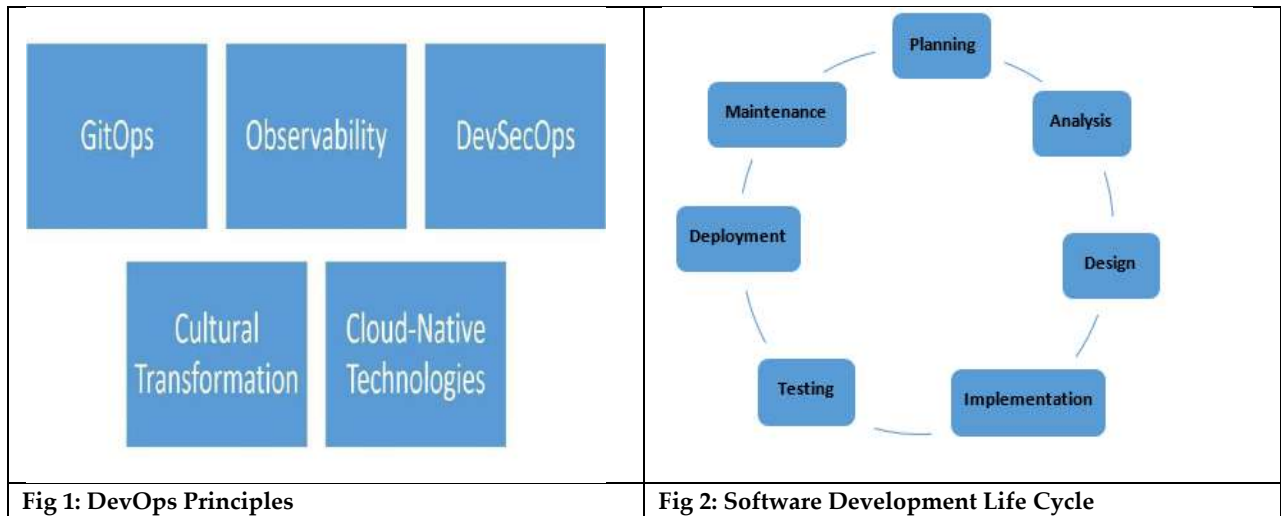 GitOps
Observability
DevSecOps
Cultural
Transformation
Cloud-Native
Technologies
Fig 1: DevOps Principles
Planning
Analysis
Design
Implementation
Testing
Deployment
Maintenance
Fig 2: Software Development Life Cycle